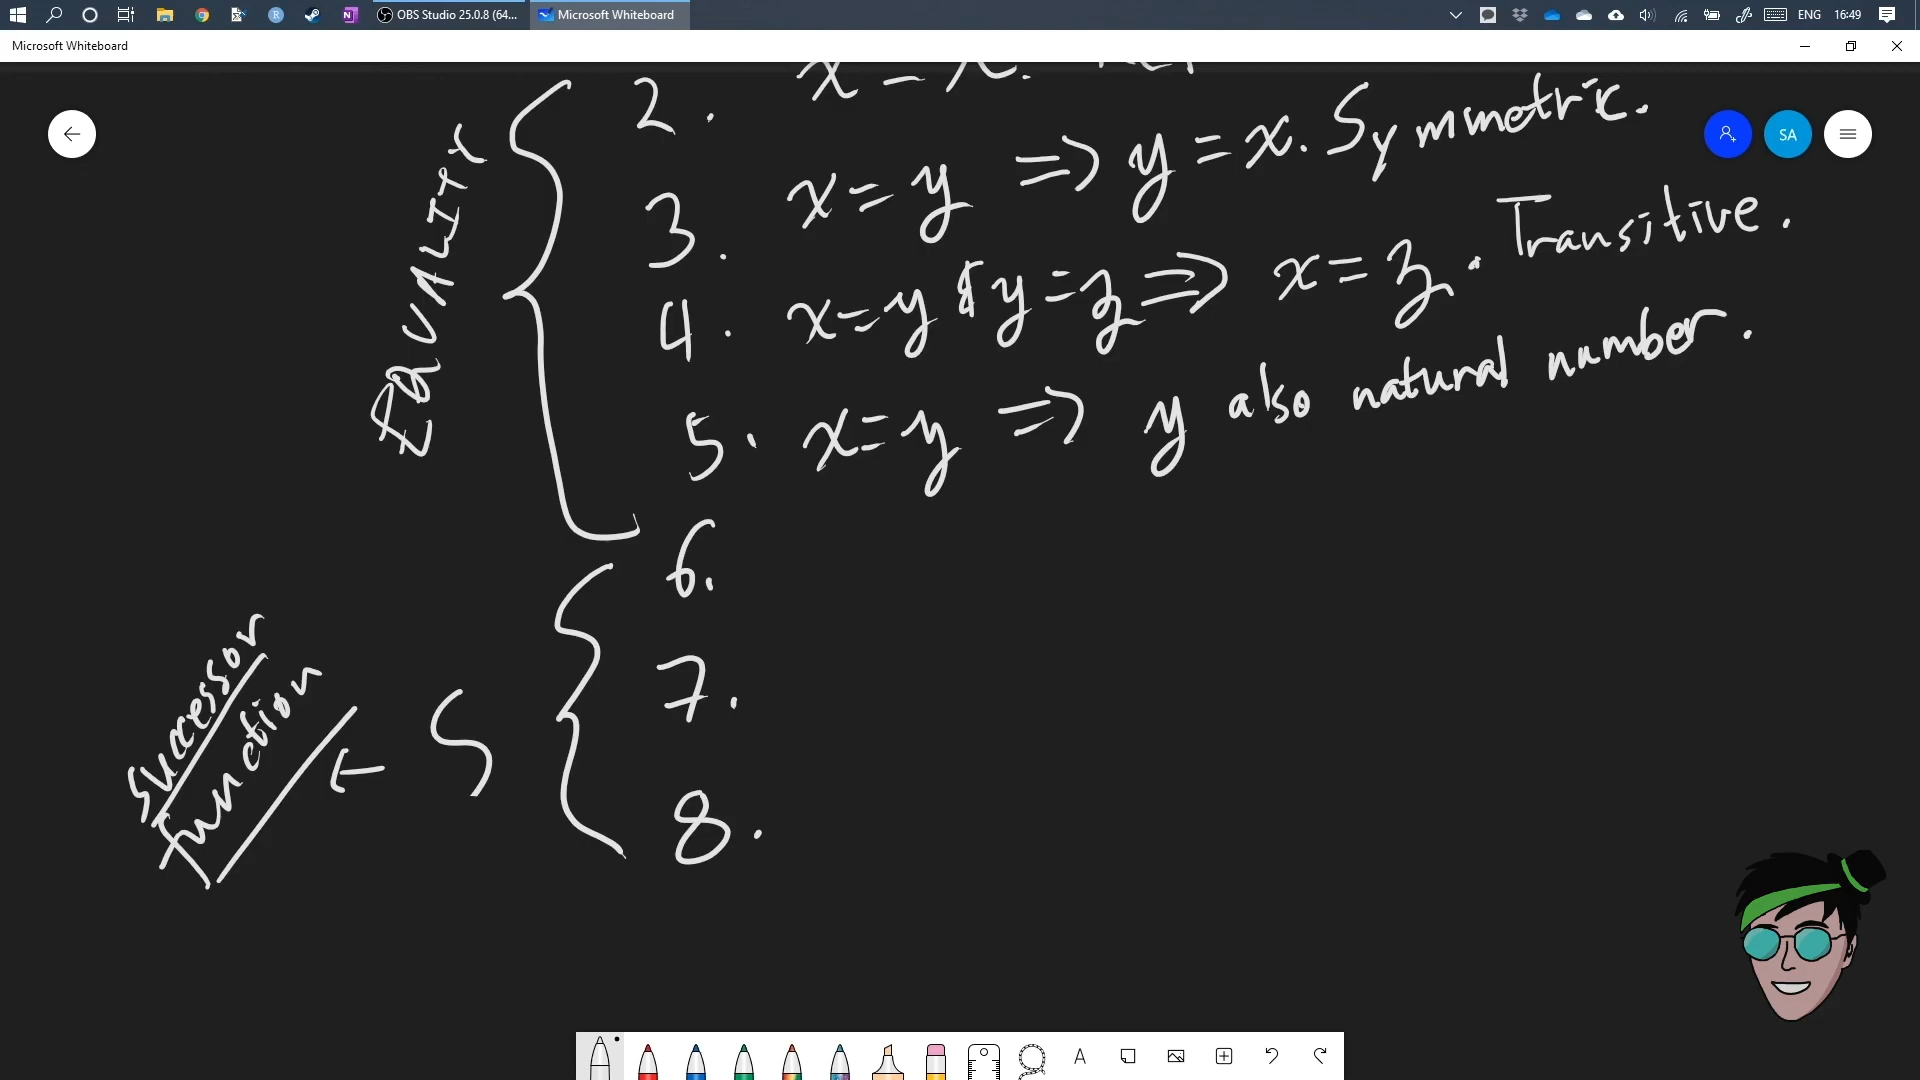 OBS Studio 25.0.8 (64... Microsoft Whiteboard ENG 16:49
Microsoft Whiteboard
2. x = x.
3. x = y => y = x. Symmetric.
4. x = y & y = z => x = z. Transitive.
5. x = y => y also natural number.
6.
7.
8.
EQUALITY
S
Successor
function
SA
A